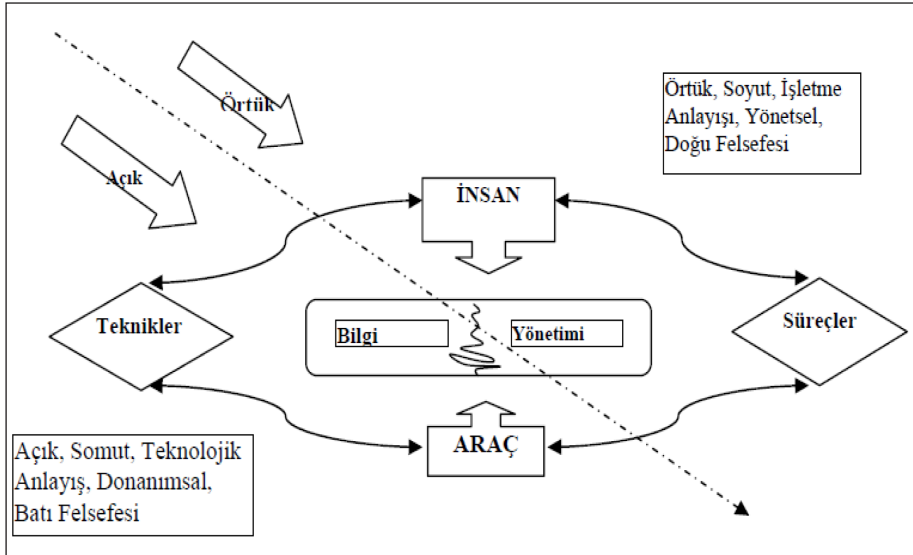 Örtük
Açık
Örtük, Soyut, İşletme
Anlayışı, Yönetsel,
Doğu Felsefesi
İNSAN
Teknikler
Bilgi
Yönetimi
Süreçler
ARAÇ
Açık, Somut, Teknolojik
Anlayış, Donanımsal,
Batı Felsefesi